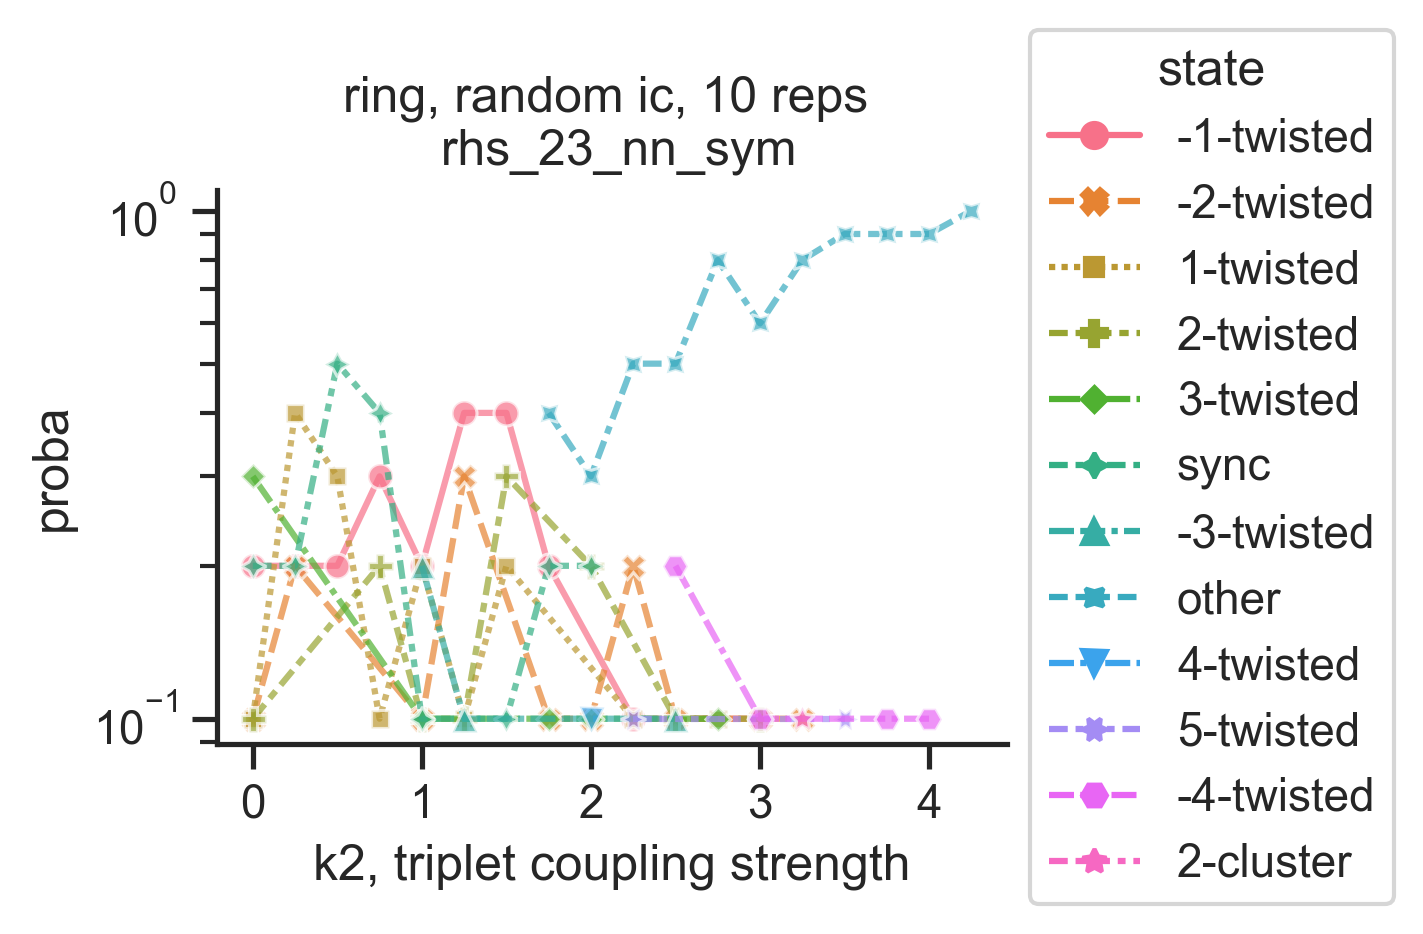 ring, random ic, 10 reps
rhs_23_nn_sym
10^0
10^-1
proba
0 1 2 3 4
k2, triplet coupling strength
state
-1-twisted
-2-twisted
1-twisted
2-twisted
3-twisted
sync
-3-twisted
other
4-twisted
5-twisted
-4-twisted
2-cluster